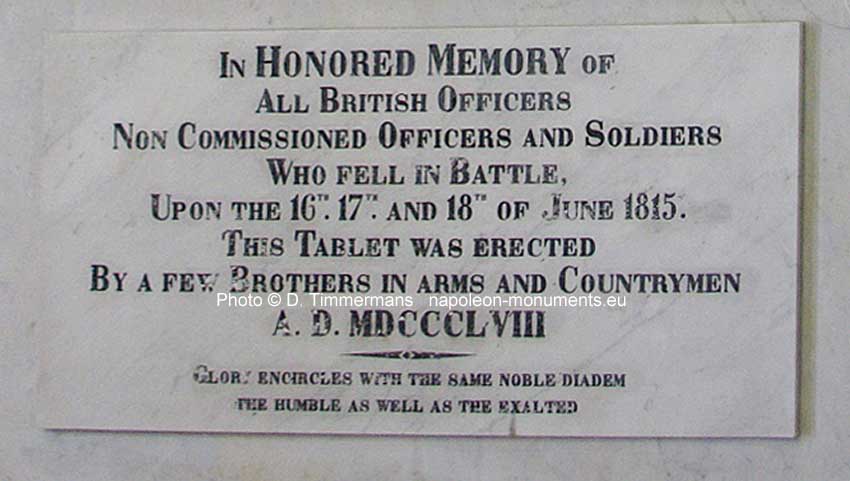 IN HONORED MEMORY OF
ALL BRITISH OFFICERS
NON COMMISSIONED OFFICERS AND SOLDIERS
WHO FELL IN BATTLE,
UPON THE 16TH. 17TH. AND 18TH OF JUNE 1815.
THIS TABLET WAS ERECTED
BY A FEW BROTHERS IN ARMS AND COUNTRYMEN
Photo © D. Timmermans napoleon-monuments.eu
A. D. MDCCCLVIII
GLORY ENCIRCLES WITH THE SAME NOBLE DIADEM
THE HUMBLE AS WELL AS THE EXALTED